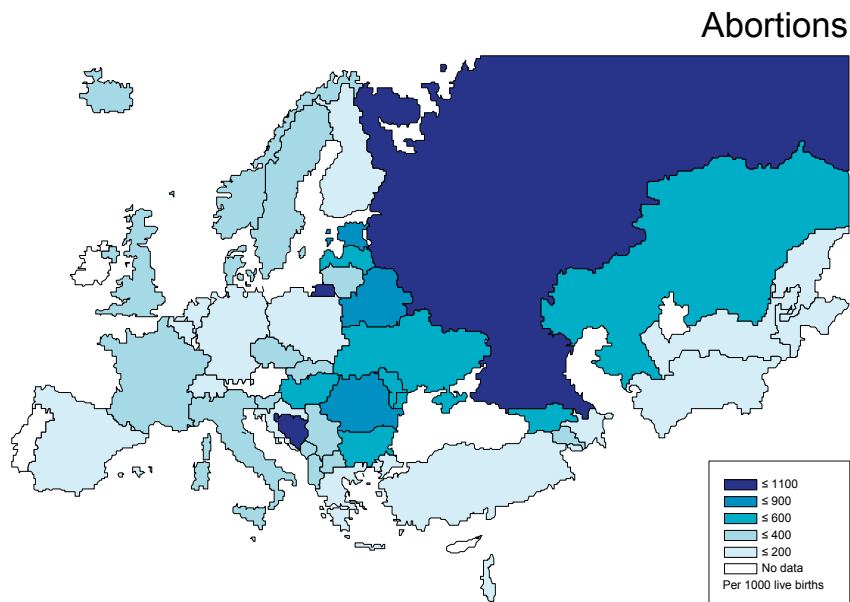 Abortions
≤ 1100
≤ 900
≤ 600
≤ 400
≤ 200
No data
Per 1000 live births